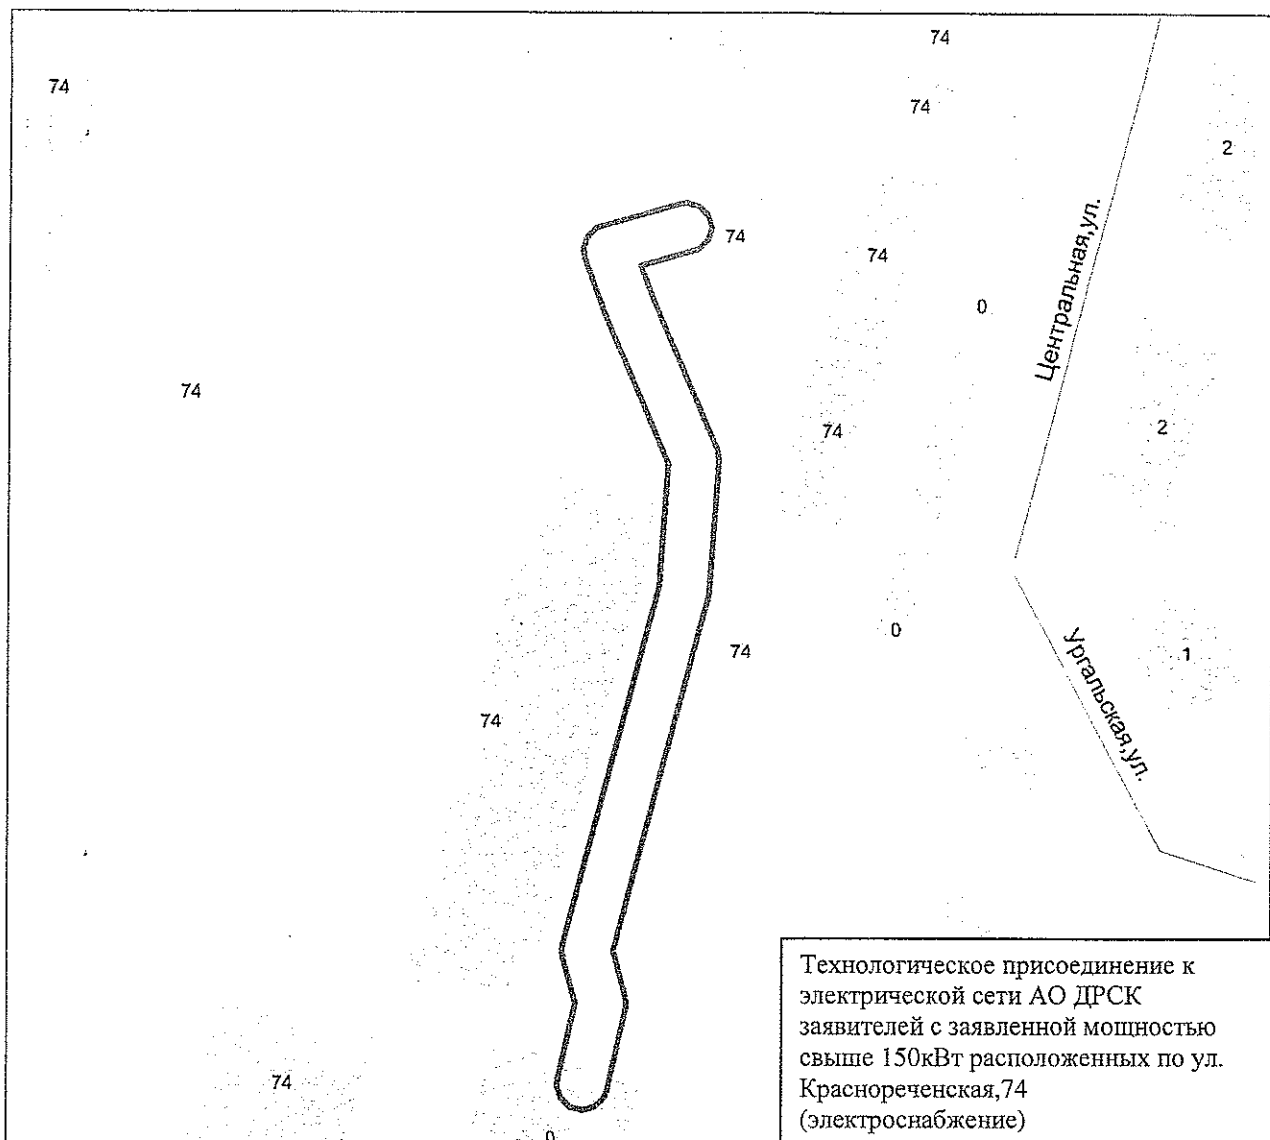 74
74
74
2
74
74
0
74
Центральная,ул.
74
2
0
74
Ургальская,ул.
1
74
74
0
Технологическое присоединение к
электрической сети АО ДРСК
заявителей с заявленной мощностью
свыше 150кВт расположенных по ул.
Краснореченская,74
(электроснабжение)